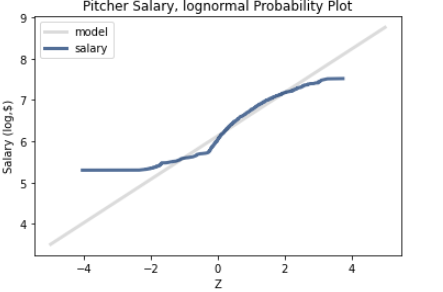 Pitcher Salary, lognormal Probability Plot
9
model
salary
8
7
6
5
4
Salary (log,$)
−4
−2
0
2
4
Z